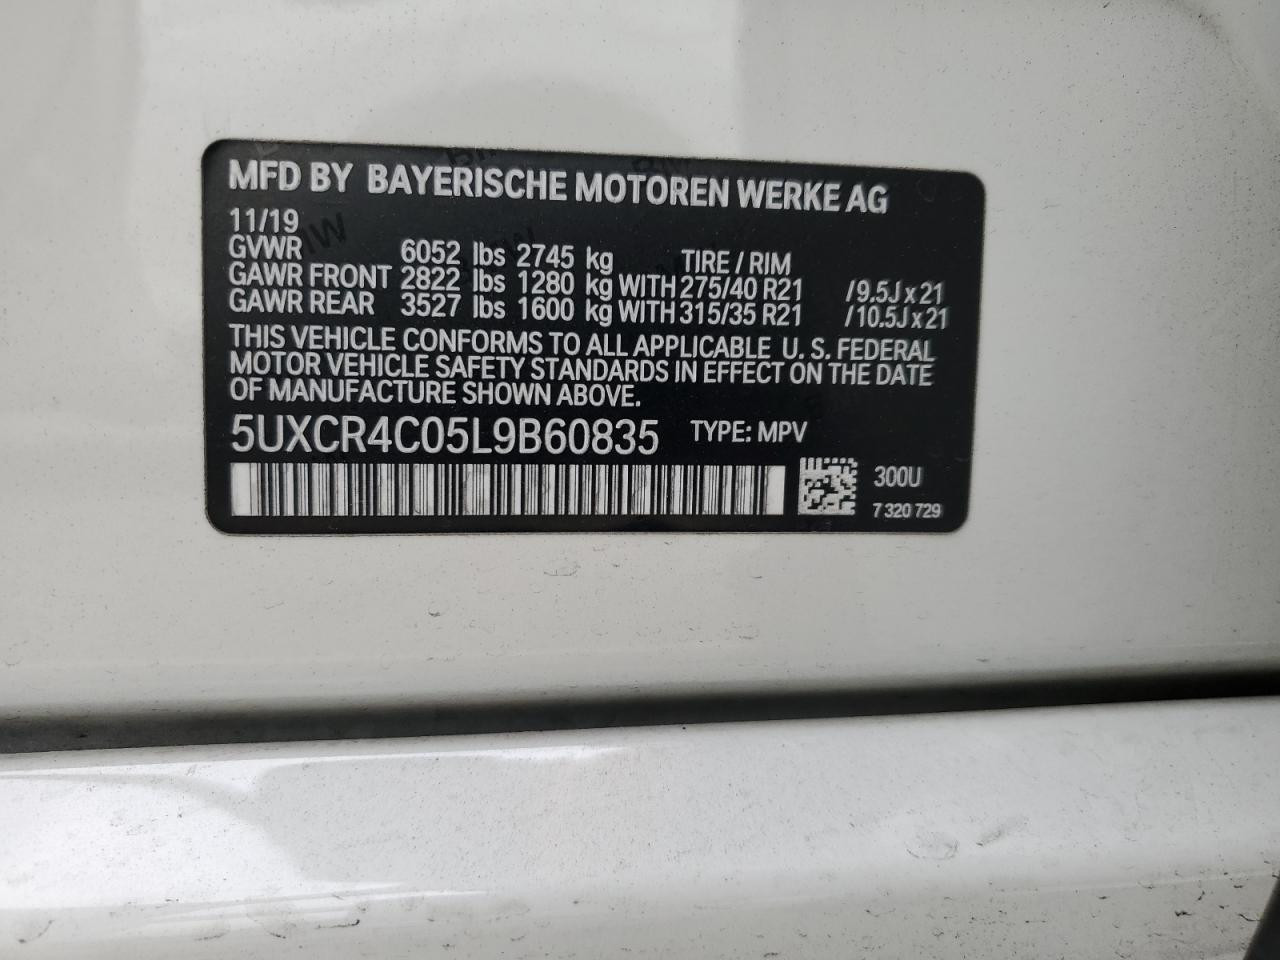 MFD BY BAYERISCHE MOTOREN WERKE AG
11/19
GVWR 6052 lbs 2745 kg TIRE / RIM
GAWR FRONT 2822 lbs 1280 kg WITH 275/40 R21 /9.5J x 21
GAWR REAR 3527 lbs 1600 kg WITH 315/35 R21 /10.5J x 21
THIS VEHICLE CONFORMS TO ALL APPLICABLE U. S. FEDERAL
MOTOR VEHICLE SAFETY STANDARDS IN EFFECT ON THE DATE
OF MANUFACTURE SHOWN ABOVE.
5UXCR4C05L9B60835 TYPE: MPV
300U
7 320 729